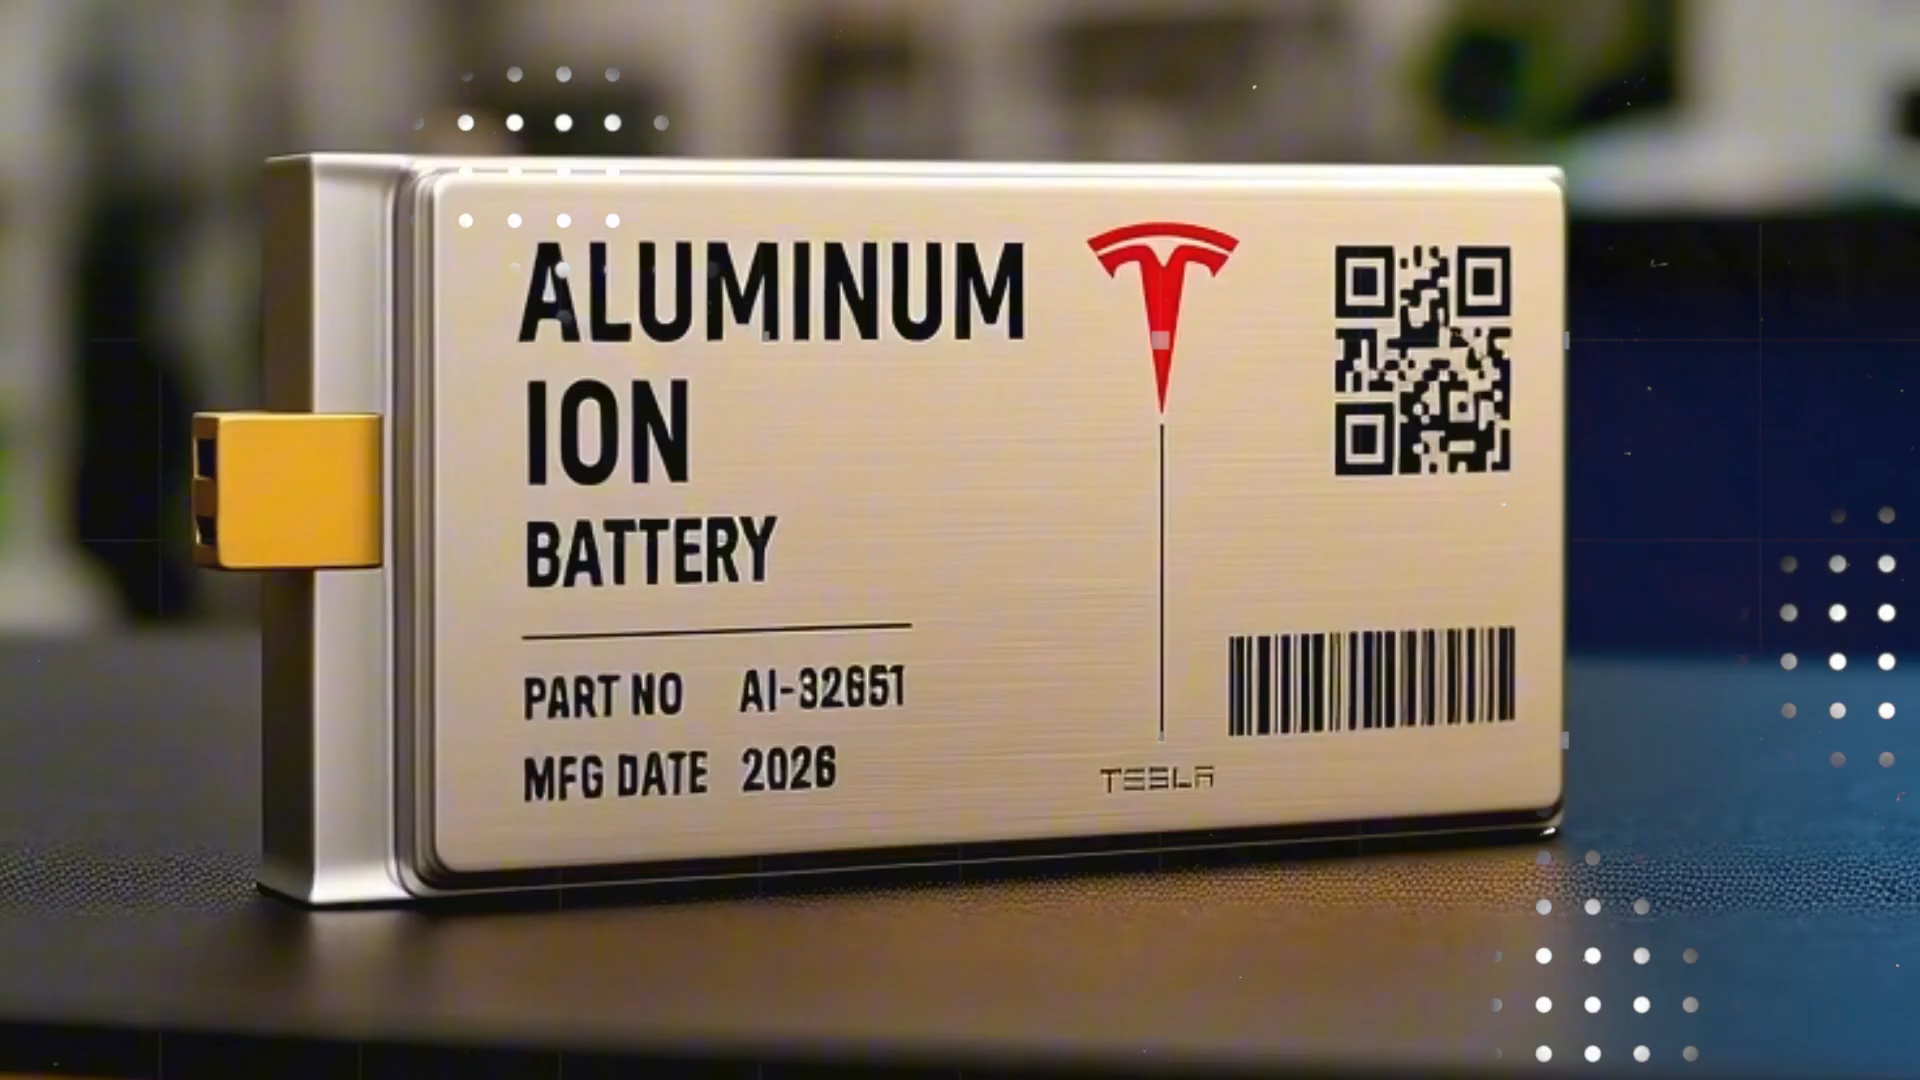 ALUMINUM
ION
BATTERY
PART NO AI-32651
MFG DATE 2026
TESLA